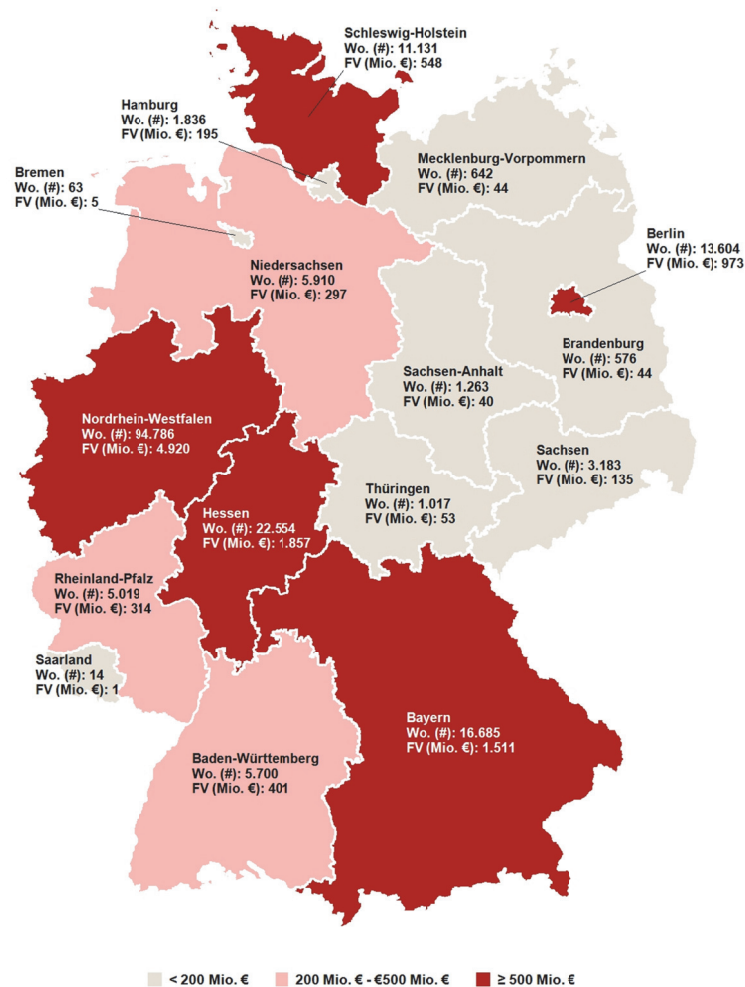 Schleswig-Holstein
Wo. (#): 11.131
FV (Mio. €): 548
Hamburg
Wo. (#): 1.836
FV (Mio. €): 195
Mecklenburg-Vorpommern
Wo. (#): 642
FV (Mio. €): 44
Bremen
Wo. (#): 63
FV (Mio. €): 5
Berlin
Wo. (#): 13.604
FV (Mio. €): 973
Niedersachsen
Wo. (#): 5.910
FV (Mio. €): 297
Brandenburg
Wo. (#): 576
FV (Mio. €): 44
Sachsen-Anhalt
Wo. (#): 1.263
FV (Mio. €): 40
Nordrhein-Westfalen
Wo. (#): 94.786
FV (Mio. €): 4.920
Sachsen
Wo. (#): 3.183
FV (Mio. €): 135
Thüringen
Wo. (#): 1.017
FV (Mio. €): 53
Hessen
Wo. (#): 22.554
FV (Mio. €): 1.857
Rheinland-Pfalz
Wo. (#): 5.019
FV (Mio. €): 314
Saarland
Wo. (#): 14
FV (Mio. €): 1
Bayern
Wo. (#): 16.685
FV (Mio. €): 1.511
Baden-Württemberg
Wo. (#): 5.700
FV (Mio. €): 401
< 200 Mio. € 200 Mio. € - €500 Mio. € ≥ 500 Mio. €